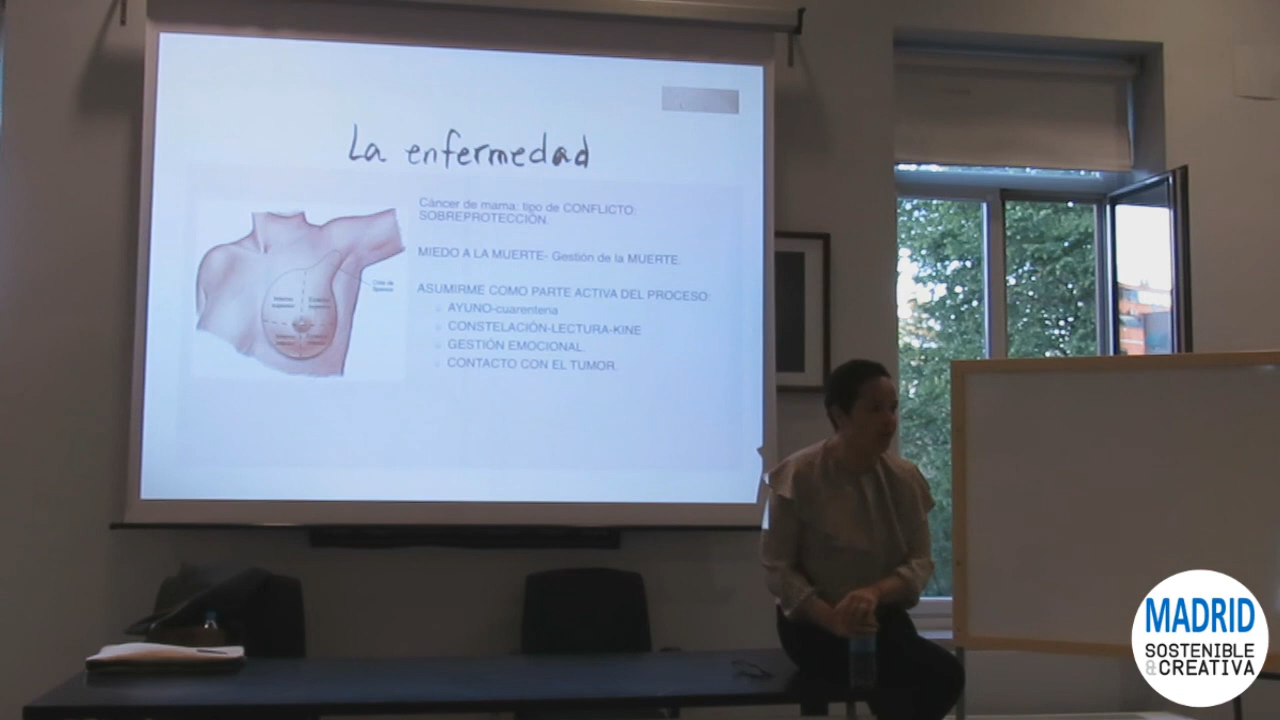 La enfermedad
Cáncer de mama: tipo de CONFLICTO:
SOBREPROTECCIÓN.
MIEDO A LA MUERTE- Gestión de la MUERTE.
ASUMIRME COMO PARTE ACTIVA DEL PROCESO:
AYUNO-cuarentena
CONSTELACIÓN-LECTURA-KINE
GESTIÓN EMOCIONAL.
CONTACTO CON EL TUMOR.
MADRID
SOSTENIBLE
&CREATIVA